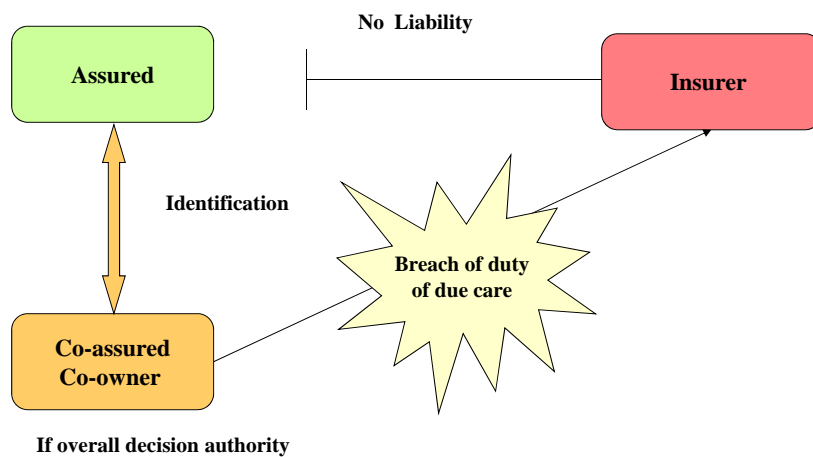 No Liability
Assured
Insurer
Identification
Breach of duty
of due care
Co-assured
Co-owner
If overall decision authority